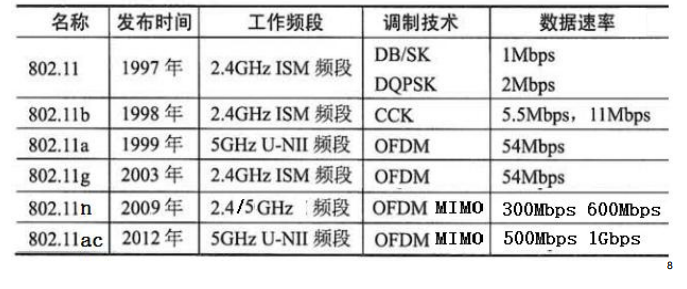 名称 发布时间 工作频段 调制技术 数据速率
802.11 1997 年 2.4GHz ISM 频段 DB/SK 1Mbps
DQPSK 2Mbps
802.11b 1998 年 2.4GHz ISM 频段 CCK 5.5Mbps，11Mbps
802.11a 1999 年 5GHz U-NII 频段 OFDM 54Mbps
802.11g 2003 年 2.4GHz ISM 频段 OFDM 54Mbps
802.11n 2009 年 2.4/5GHz 频段 OFDM MIMO 300Mbps 600Mbps
802.11ac 2012 年 5GHz U-NII 频段 OFDM MIMO 500Mbps 1Gbps
8